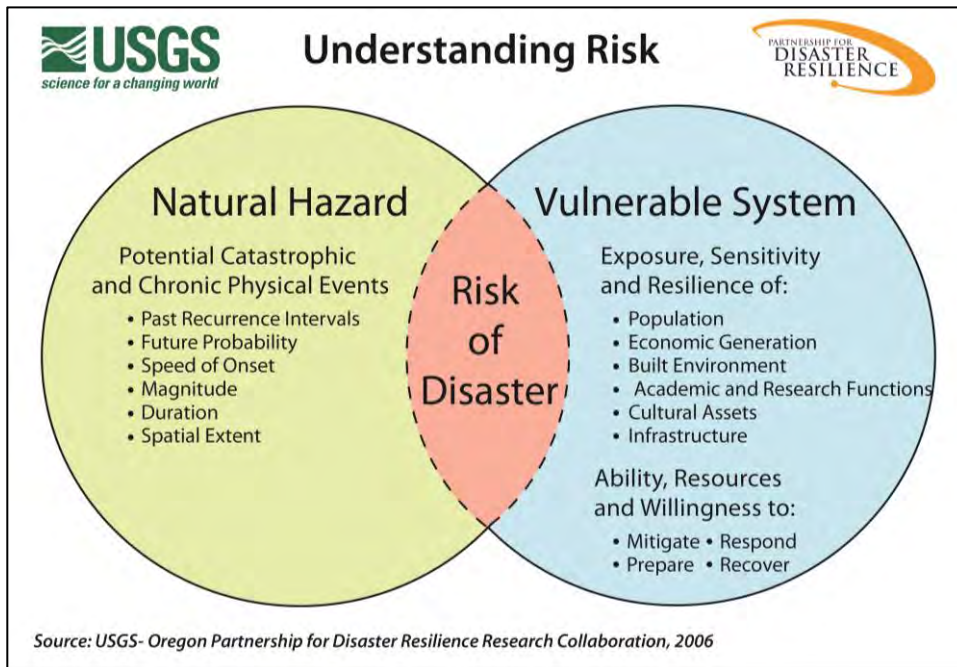 USGS
science for a changing world
Understanding Risk
PARTNERSHIP FOR
DISASTER
RESILIENCE
Natural Hazard
Potential Catastrophic
and Chronic Physical Events
• Past Recurrence Intervals
• Future Probability
• Speed of Onset
• Magnitude
• Duration
• Spatial Extent
Risk
of
Disaster
Vulnerable System
Exposure, Sensitivity
and Resilience of:
• Population
• Economic Generation
• Built Environment
• Academic and Research Functions
• Cultural Assets
• Infrastructure
Ability, Resources
and Willingness to:
• Mitigate • Respond
• Prepare • Recover
Source: USGS- Oregon Partnership for Disaster Resilience Research Collaboration, 2006